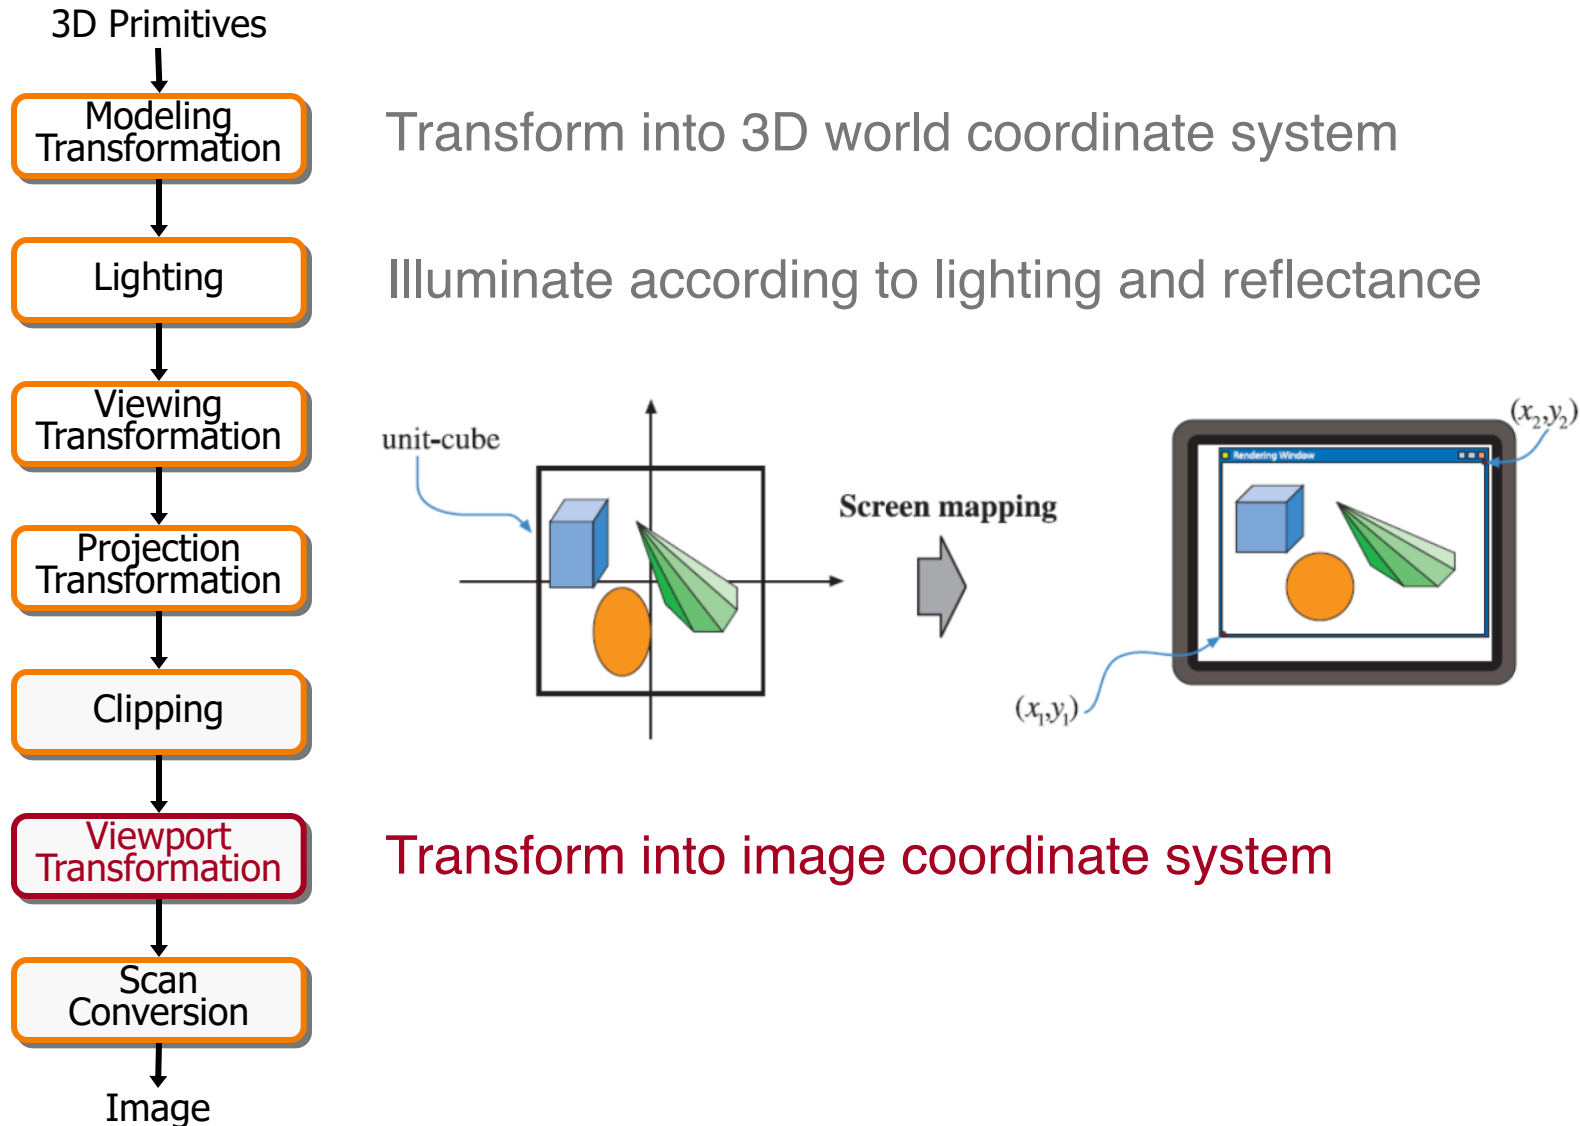 3D Primitives
Modeling
Transformation
Transform into 3D world coordinate system
Lighting
Illuminate according to lighting and reflectance
Viewing
Transformation
Projection
Transformation
unit-cube
Screen mapping
Rendering Window
(x₂,y₂)
(x₁,y₁)
Clipping
Viewport
Transformation
Transform into image coordinate system
Scan
Conversion
Image